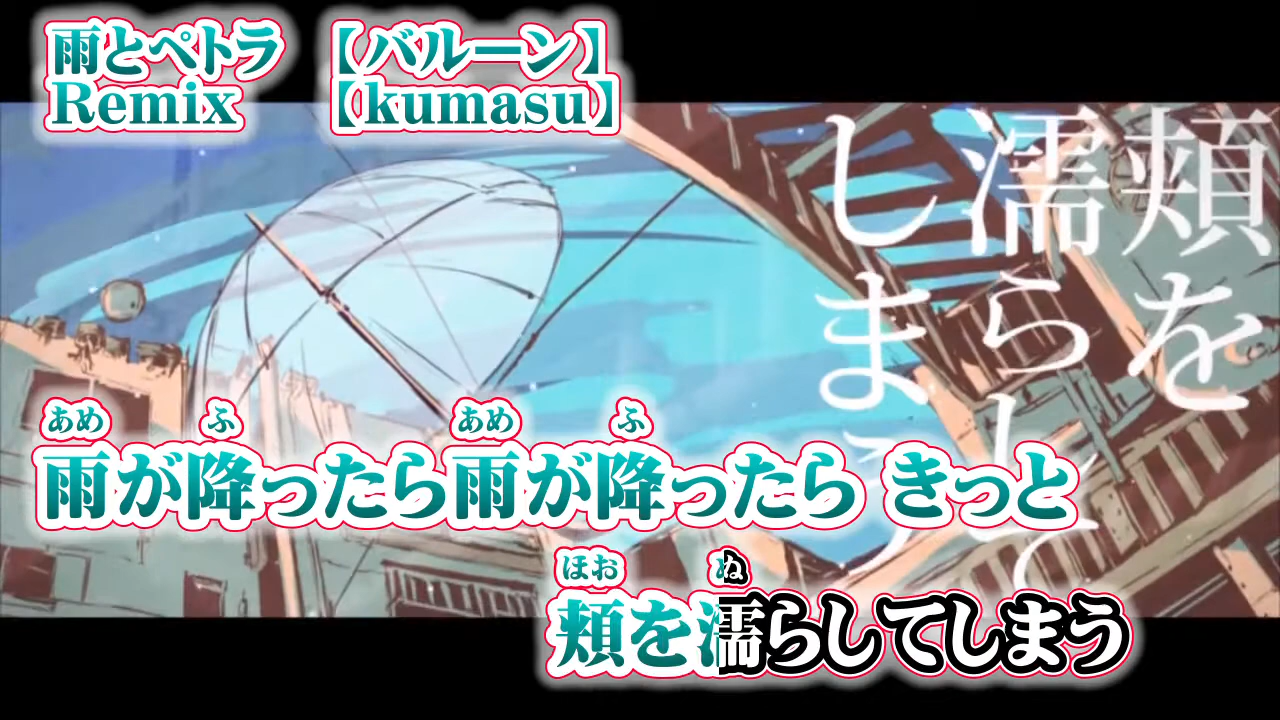 雨とペトラ 【バルーン】
Remix 【kumasu】
頬を
濡らして
しまう
あめ ふ あめ ふ
雨が降ったら雨が降ったら きっと
ほお ぬ
頬を濡らしてしまう